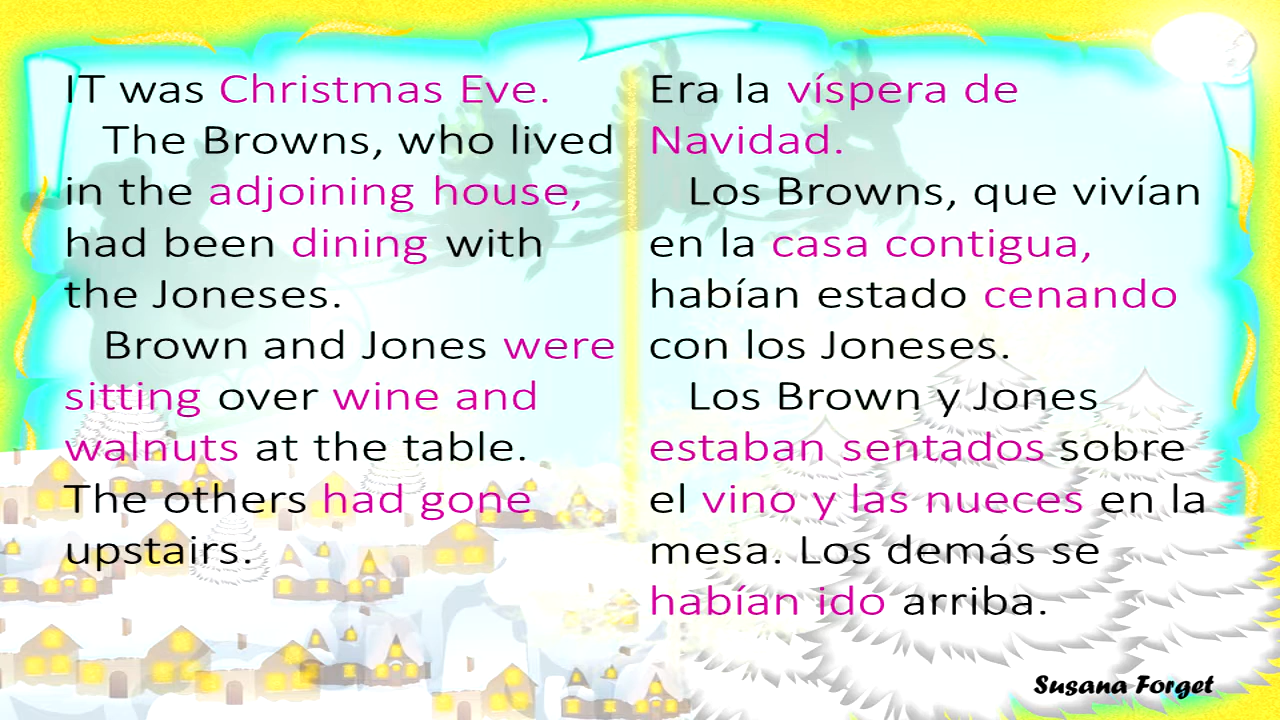 IT was Christmas Eve.
The Browns, who lived
in the adjoining house,
had been dining with
the Joneses.
Brown and Jones were
sitting over wine and
walnuts at the table.
The others had gone
upstairs.
Era la víspera de
Navidad.
Los Browns, que vivían
en la casa contigua,
habían estado cenando
con los Joneses.
Los Brown y Jones
estaban sentados sobre
el vino y las nueces en la
mesa. Los demás se
habían ido arriba.
Susana Forget